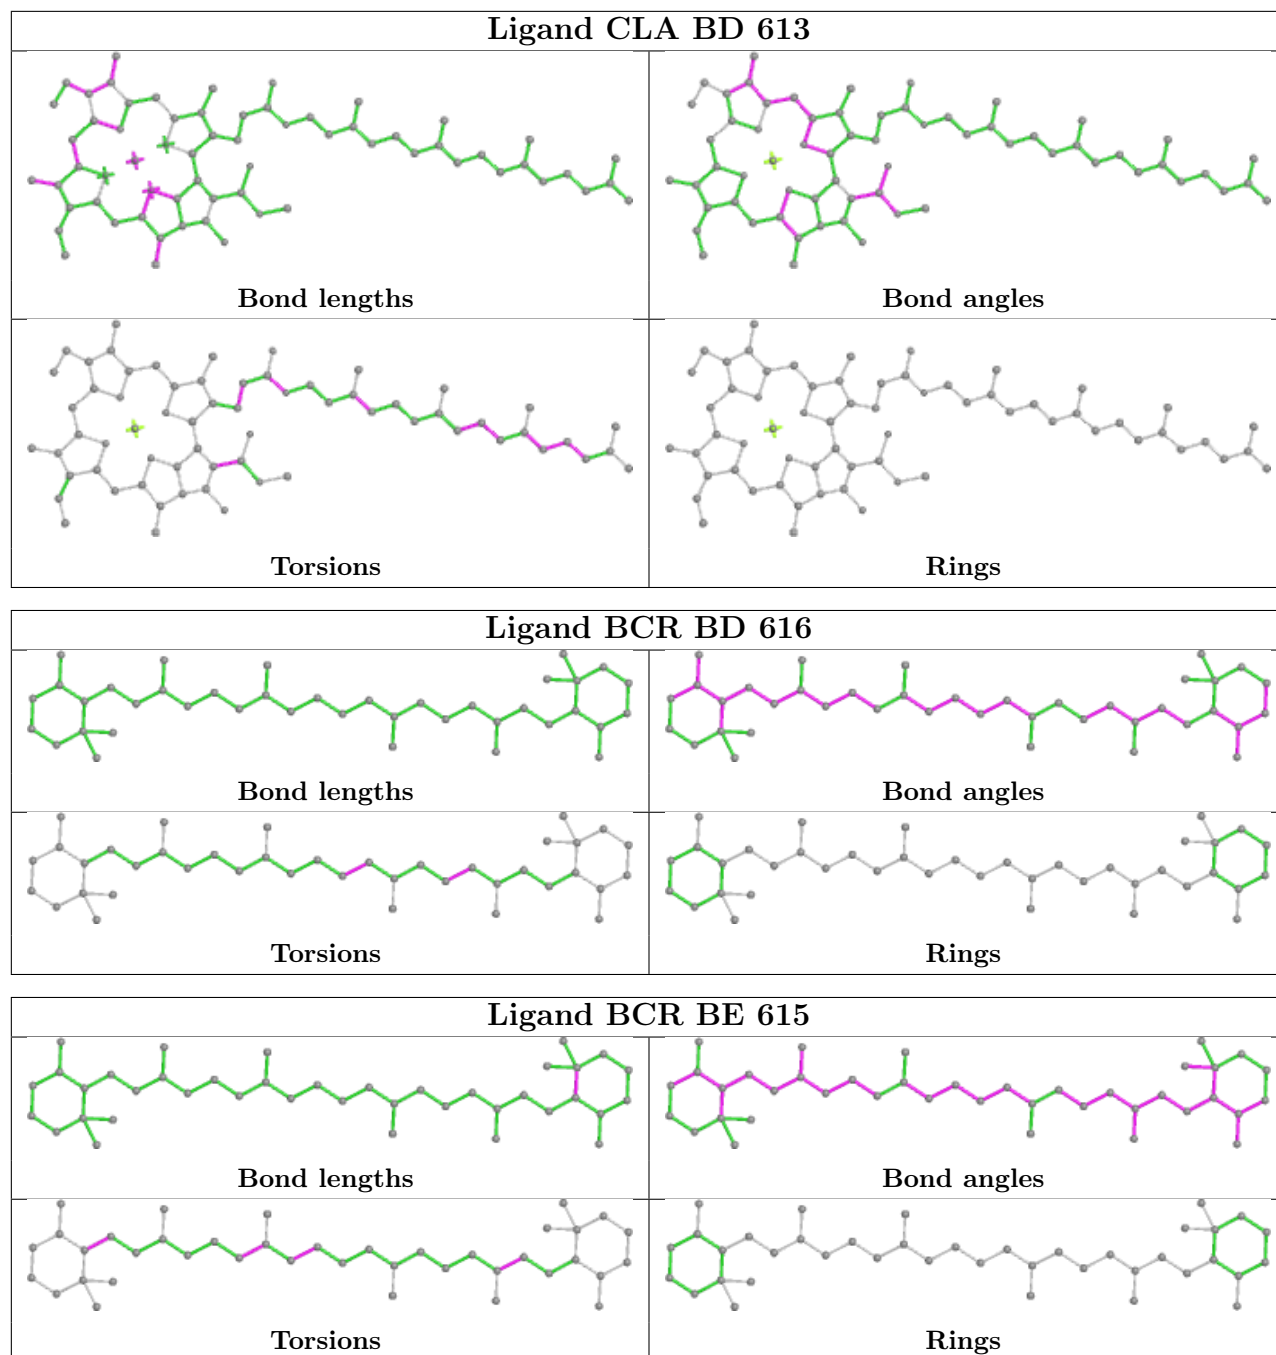 Ligand CLA BD 613
Bond lengths
Bond angles
Torsions
Rings
Ligand BCR BD 616
Bond lengths
Bond angles
Torsions
Rings
Ligand BCR BE 615
Bond lengths
Bond angles
Torsions
Rings